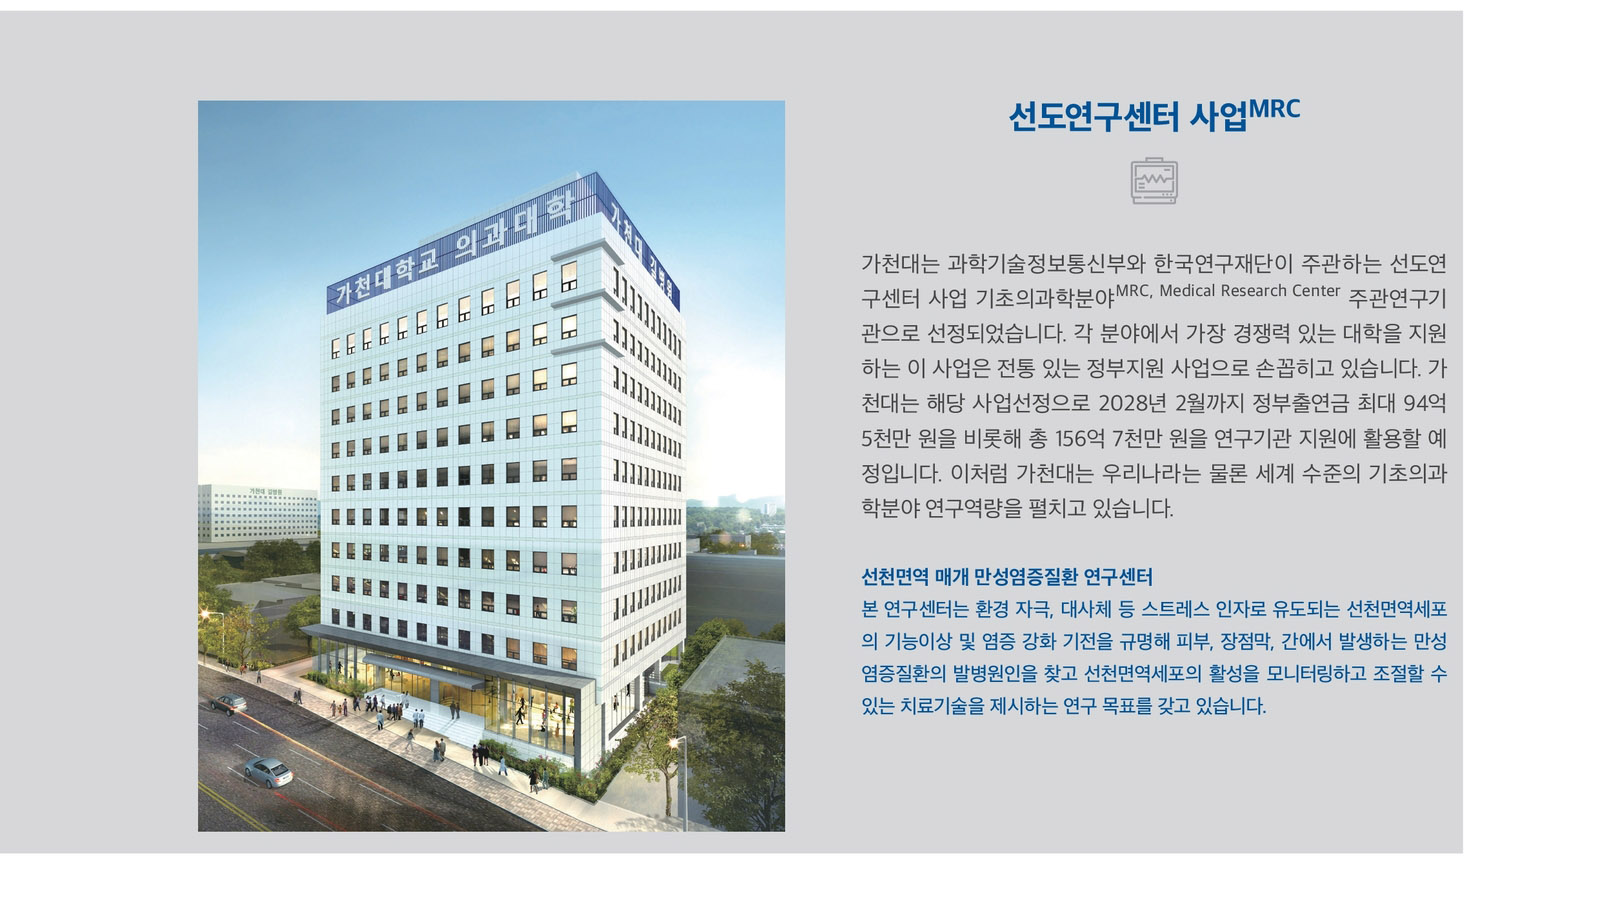 가천대학교 의과대학
가천대 길병원
가천대 길병원
선도연구센터 사업MRC
가천대는 과학기술정보통신부와 한국연구재단이 주관하는 선도연
구센터 사업 기초의과학분야MRC, Medical Research Center 주관연구기
관으로 선정되었습니다. 각 분야에서 가장 경쟁력 있는 대학을 지원
하는 이 사업은 전통 있는 정부지원 사업으로 손꼽히고 있습니다. 가
천대는 해당 사업선정으로 2028년 2월까지 정부출연금 최대 94억
5천만 원을 비롯해 총 156억 7천만 원을 연구기관 지원에 활용할 예
정입니다. 이처럼 가천대는 우리나라는 물론 세계 수준의 기초의과
학분야 연구역량을 펼치고 있습니다.
선천면역 매개 만성염증질환 연구센터
본 연구센터는 환경 자극, 대사체 등 스트레스 인자로 유도되는 선천면역세포
의 기능이상 및 염증 강화 기전을 규명해 피부, 장점막, 간에서 발생하는 만성
염증질환의 발병원인을 찾고 선천면역세포의 활성을 모니터링하고 조절할 수
있는 치료기술을 제시하는 연구 목표를 갖고 있습니다.